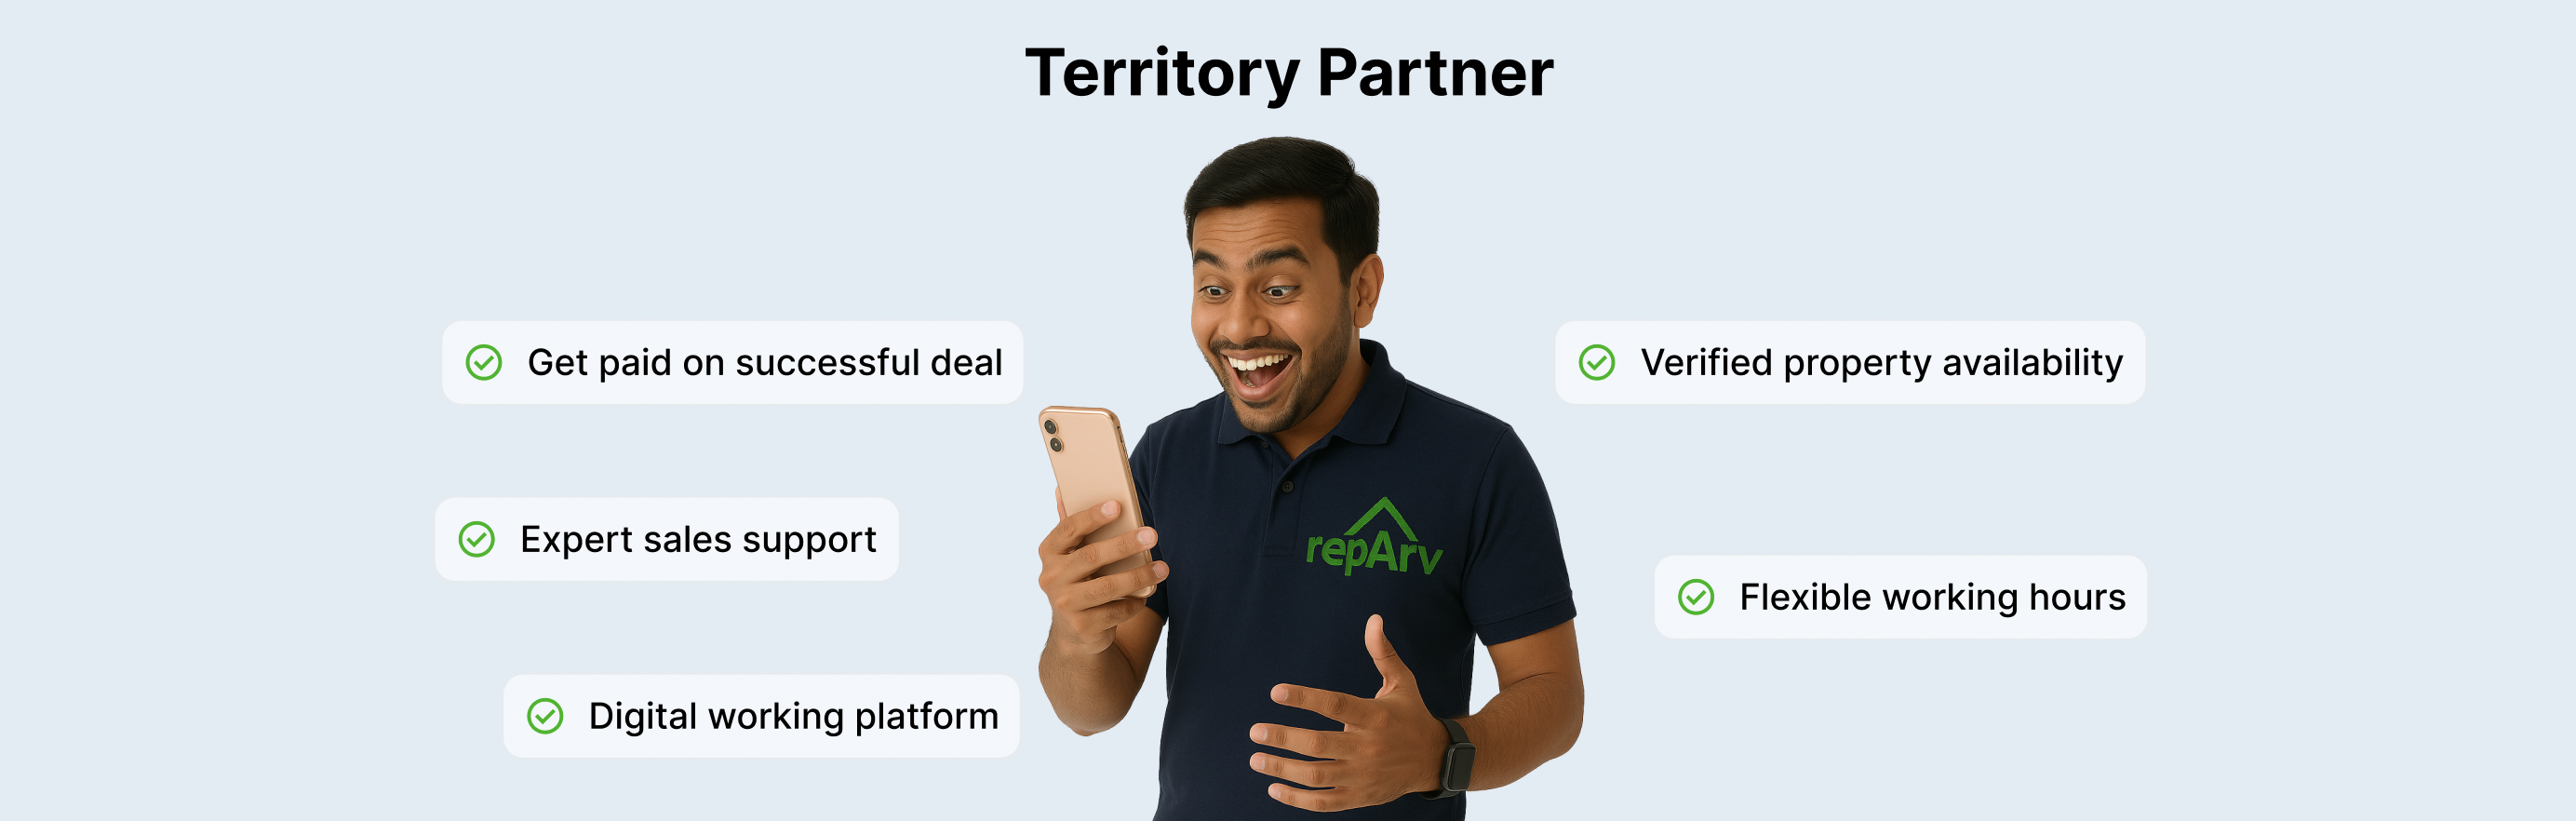 Territory Partner
Get paid on successful deal
Verified property availability
Expert sales support
repArv
Flexible working hours
Digital working platform